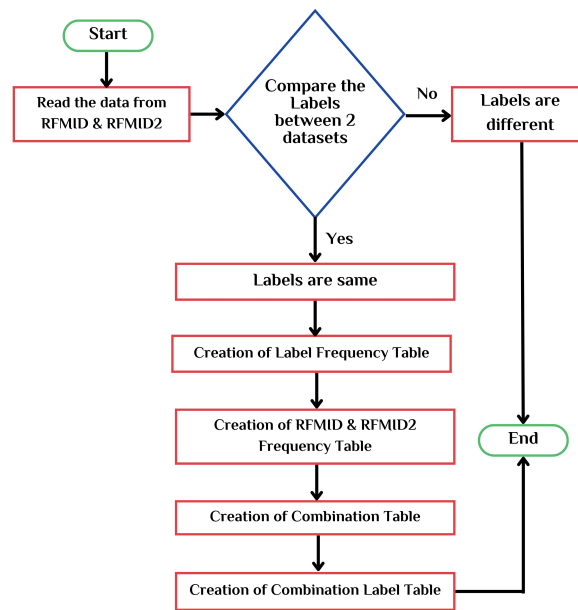 Start
Read the data from
RFMID & RFMID2
Compare the
Labels
between 2
datasets
No
Labels are
different
Yes
Labels are same
Creation of Label Frequency Table
Creation of RFMID & RFMID2
Frequency Table
End
Creation of Combination Table
Creation of Combination Label Table